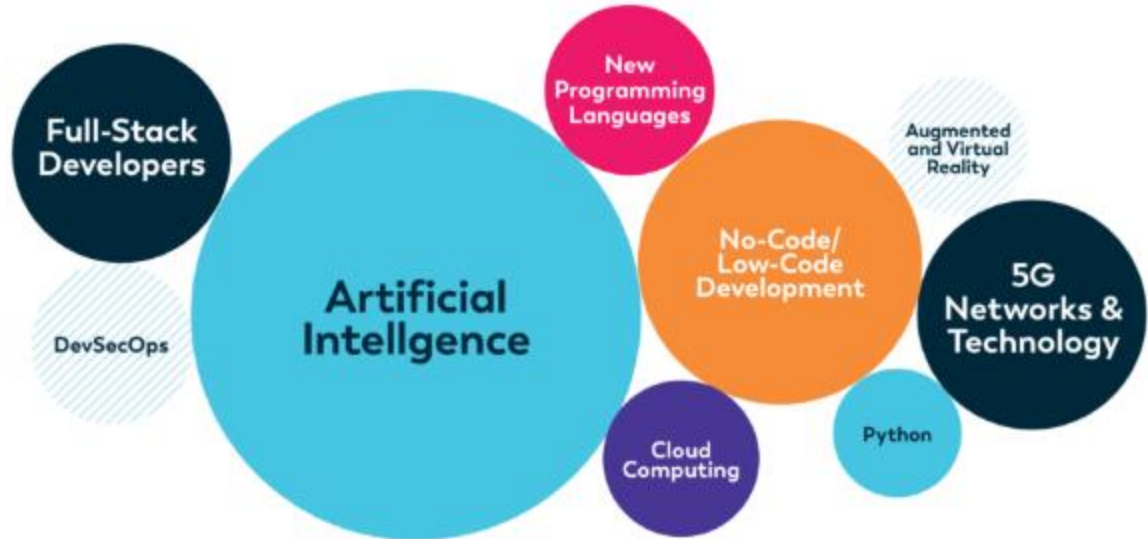 Full-Stack
Developers
DevSecOps
Artificial
Intellgence
New
Programming
Languages
No-Code/
Low-Code
Development
Cloud
Computing
Augmented
and Virtual
Reality
5G
Networks &
Technology
Python